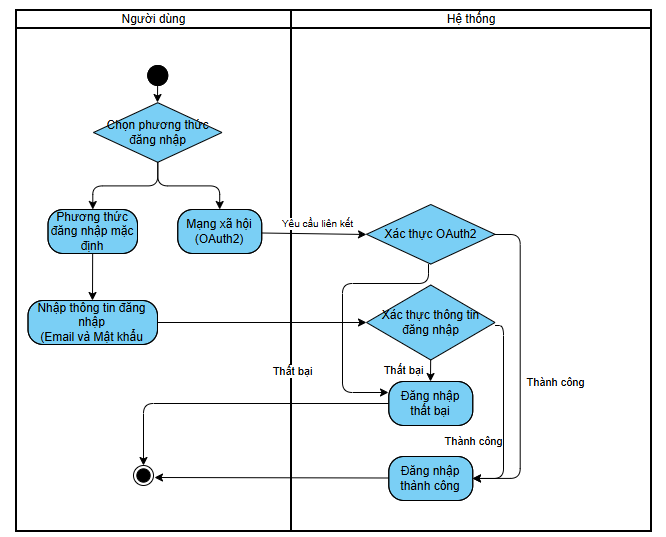 Người dùng
Hệ thống
Chọn phương thức
đăng nhập
Phương thức
đăng nhập mặc
định
Mạng xã hội
(OAuth2)
Yêu cầu liên kết
Xác thực OAuth2
Nhập thông tin đăng
nhập
(Email và Mật khẩu
Xác thực thông tin
đăng nhập
Thất bại
Thất bại
Thành công
Đăng nhập
thất bại
Thành công
Đăng nhập
thành công